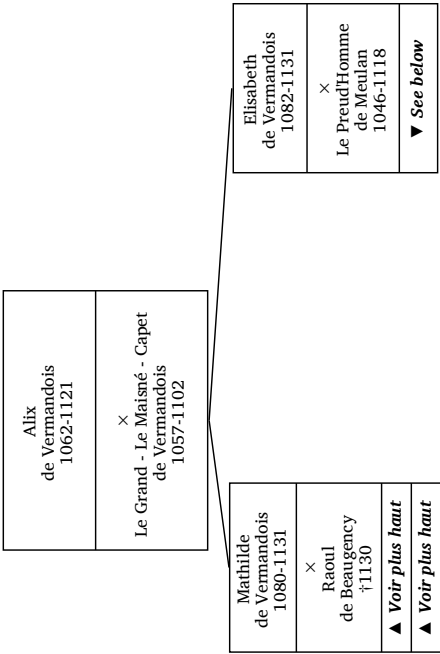 Alix
de Vermandois
1062-1121
×
Le Grand - Le Maisné - Capet
de Vermandois
1057-1102
Mathilde
de Vermandois
1080-1131
×
Raoul
de Beaugency
†1130
▲ Voir plus haut
▲ Voir plus haut
Elisabeth
de Vermandois
1082-1131
×
Le Preud'Homme
de Meulan
1046-1118
▼ See below